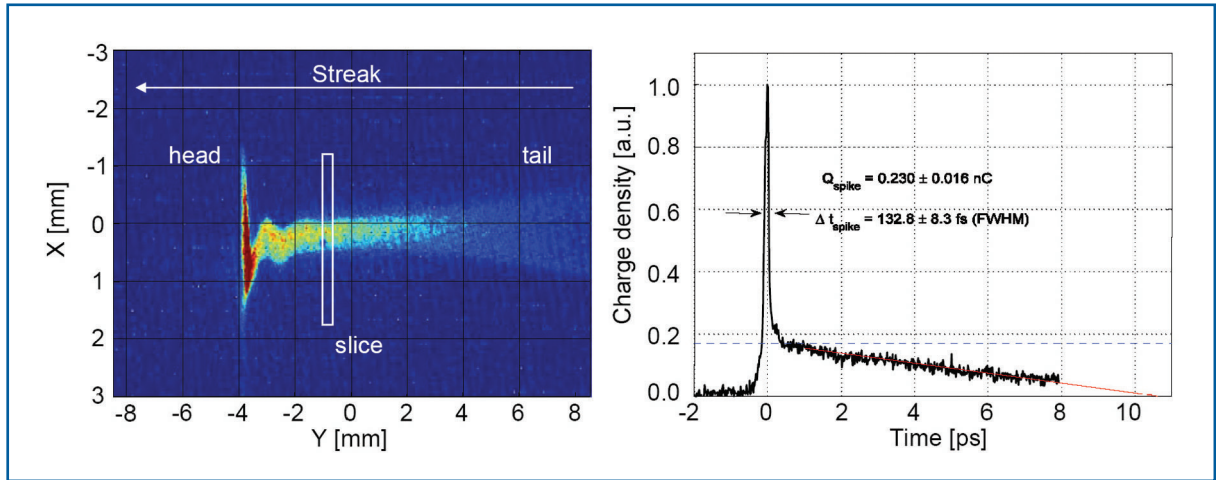 -3
-2
-1
0
1
2
3
X [mm]
Streak
head
tail
slice
-8 -6 -4 -2 0 2 4 6 8
Y [mm]
1.0
0.8
0.6
0.4
0.2
0.0
Charge density [a.u.]
Q_spike = 0.230 ± 0.016 nC
Δ t_spike = 132.8 ± 8.3 fs (FWHM)
-2 0 2 4 6 8 10
Time [ps]